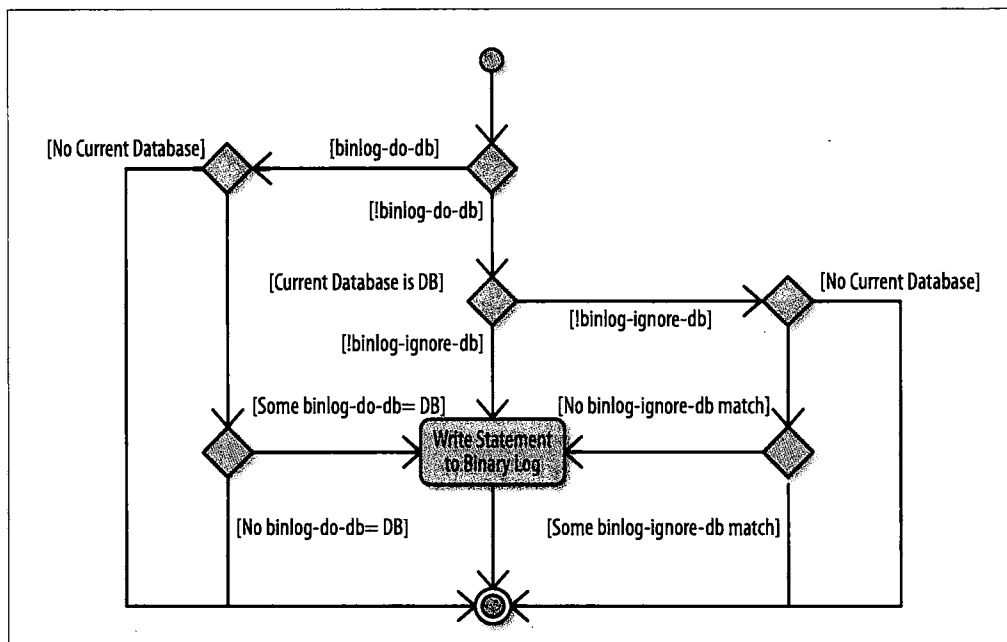 [No Current Database]
[binlog-do-db]
[!binlog-do-db]
[Current Database is DB]
[No Current Database]
[!binlog-ignore-db]
[!binlog-ignore-db]
[Some binlog-do-db= DB]
[No binlog-ignore-db match]
Write Statement
to Binary Log
[No binlog-do-db= DB]
[Some binlog-ignore-db match]